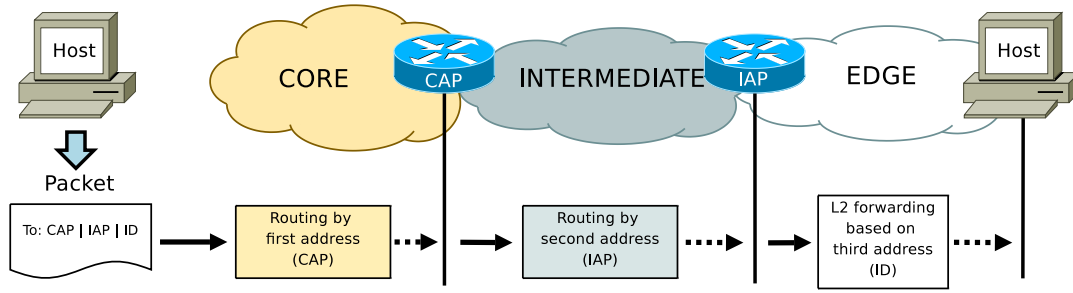 Host
CORE
CAP
INTERMEDIATE
IAP
EDGE
Host
Packet
To: CAP | IAP | ID
Routing by
first address
(CAP)
Routing by
second address
(IAP)
L2 forwarding
based on
third address
(ID)